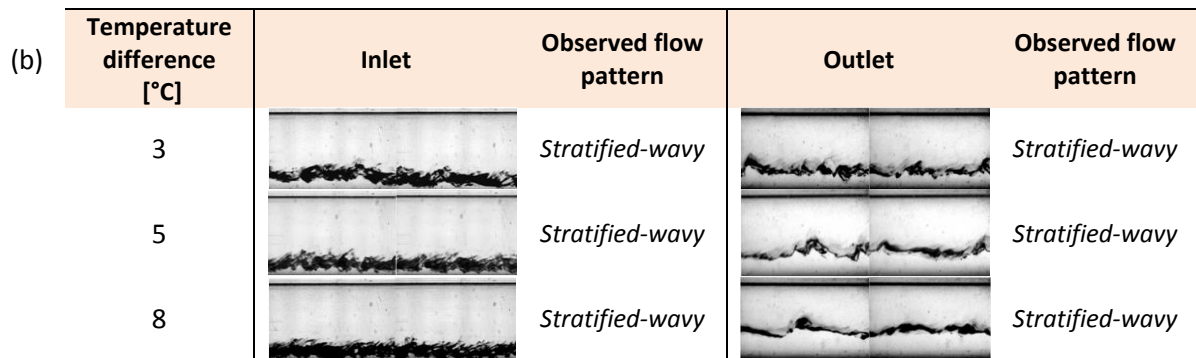 (b)
Temperature
difference
[°C]
Inlet
Observed flow
pattern
Outlet
Observed flow
pattern
3
Stratified-wavy
Stratified-wavy
5
Stratified-wavy
Stratified-wavy
8
Stratified-wavy
Stratified-wavy